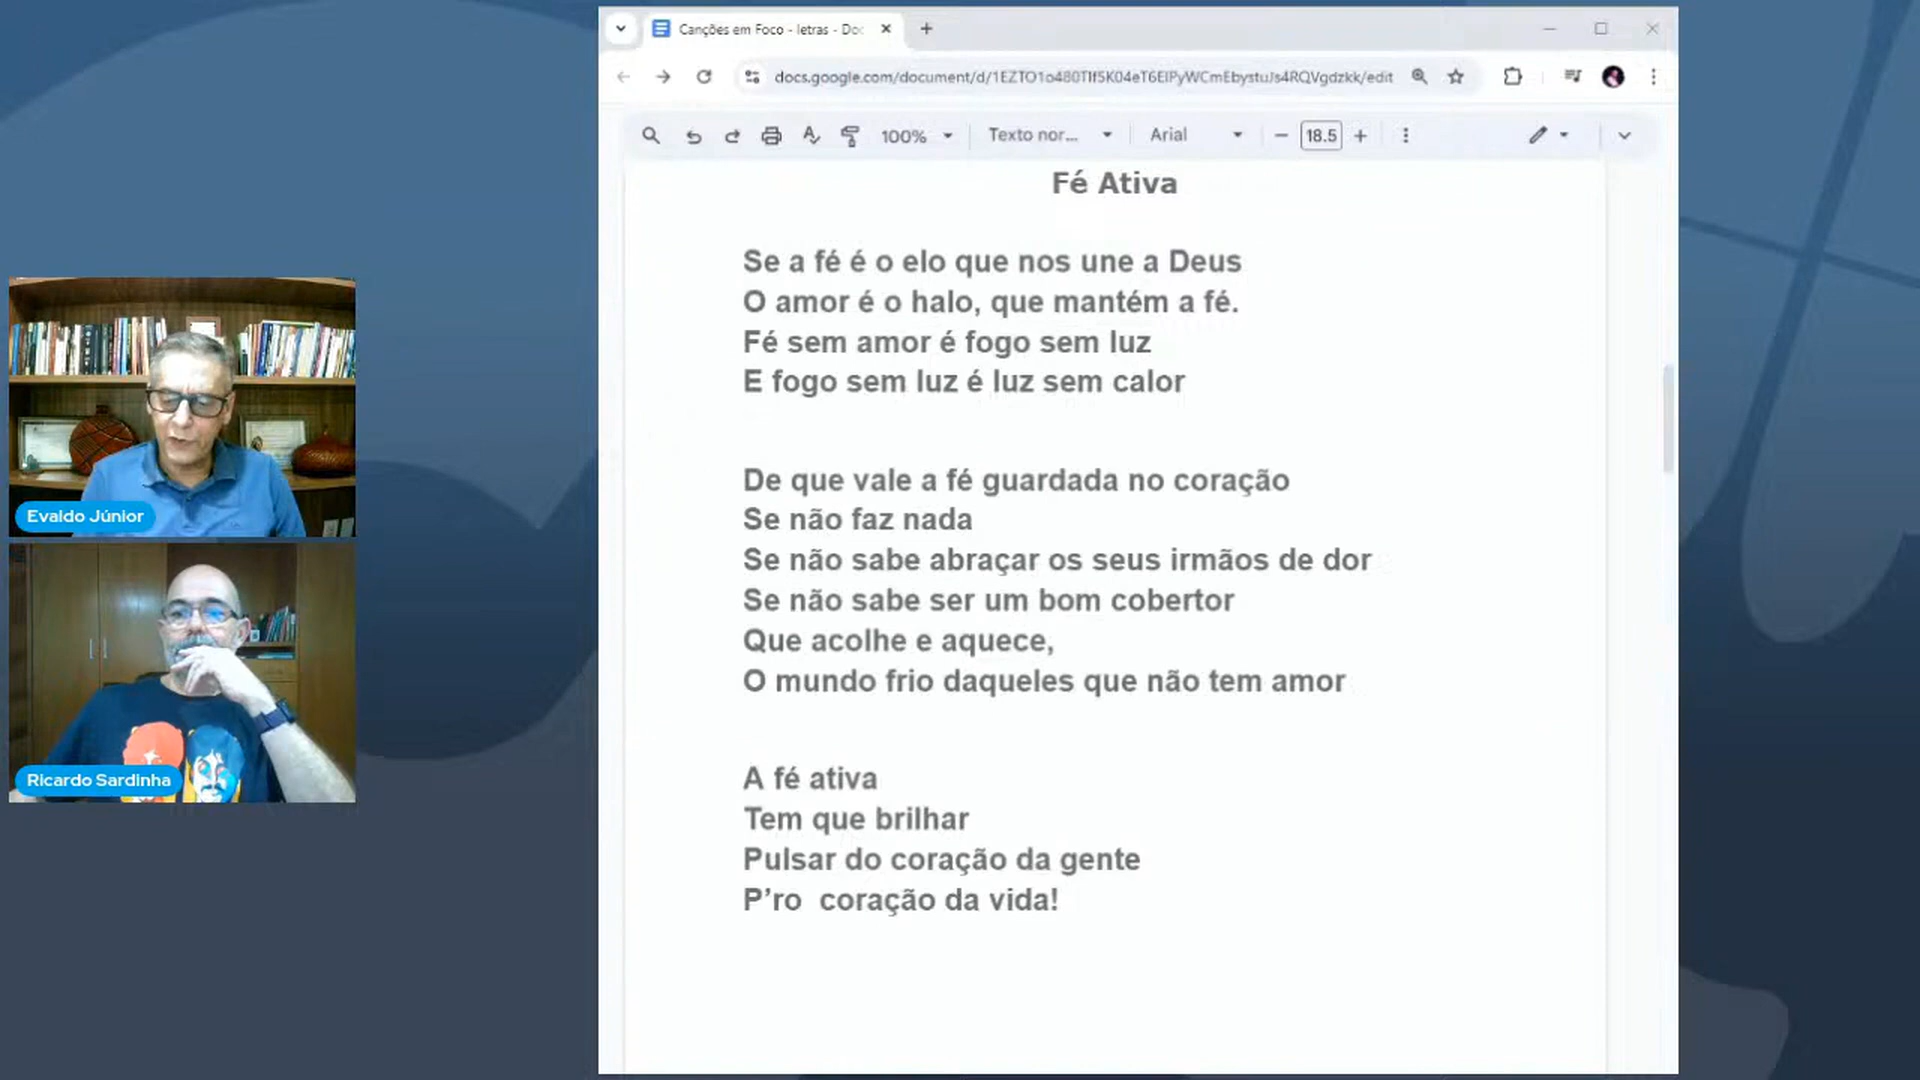 Canções em Foco - letras - Doc
docs.google.com/document/d/1EZTO1o480TIf5K04eT6EIPyWCmEbystuJs4RQVgdzkk/edit
100%
Texto nor...
Arial
18.5
Fé Ativa
Se a fé é o elo que nos une a Deus
O amor é o halo, que mantém a fé.
Fé sem amor é fogo sem luz
E fogo sem luz é luz sem calor
De que vale a fé guardada no coração
Se não faz nada
Se não sabe abraçar os seus irmãos de dor
Se não sabe ser um bom cobertor
Que acolhe e aquece,
O mundo frio daqueles que não tem amor
A fé ativa
Tem que brilhar
Pulsar do coração da gente
P’ro  coração da vida!
Evaldo Júnior
Ricardo Sardinha